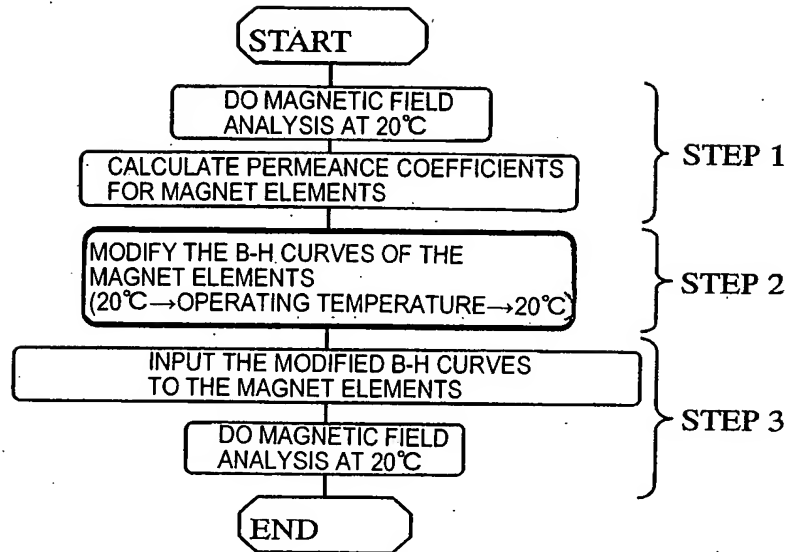 START
DO MAGNETIC FIELD
ANALYSIS AT 20℃
CALCULATE PERMEANCE COEFFICIENTS
FOR MAGNET ELEMENTS
STEP 1
MODIFY THE B-H CURVES OF THE
MAGNET ELEMENTS
(20℃→OPERATING TEMPERATURE→20℃)
STEP 2
INPUT THE MODIFIED B-H CURVES
TO THE MAGNET ELEMENTS
DO MAGNETIC FIELD
ANALYSIS AT 20℃
STEP 3
END